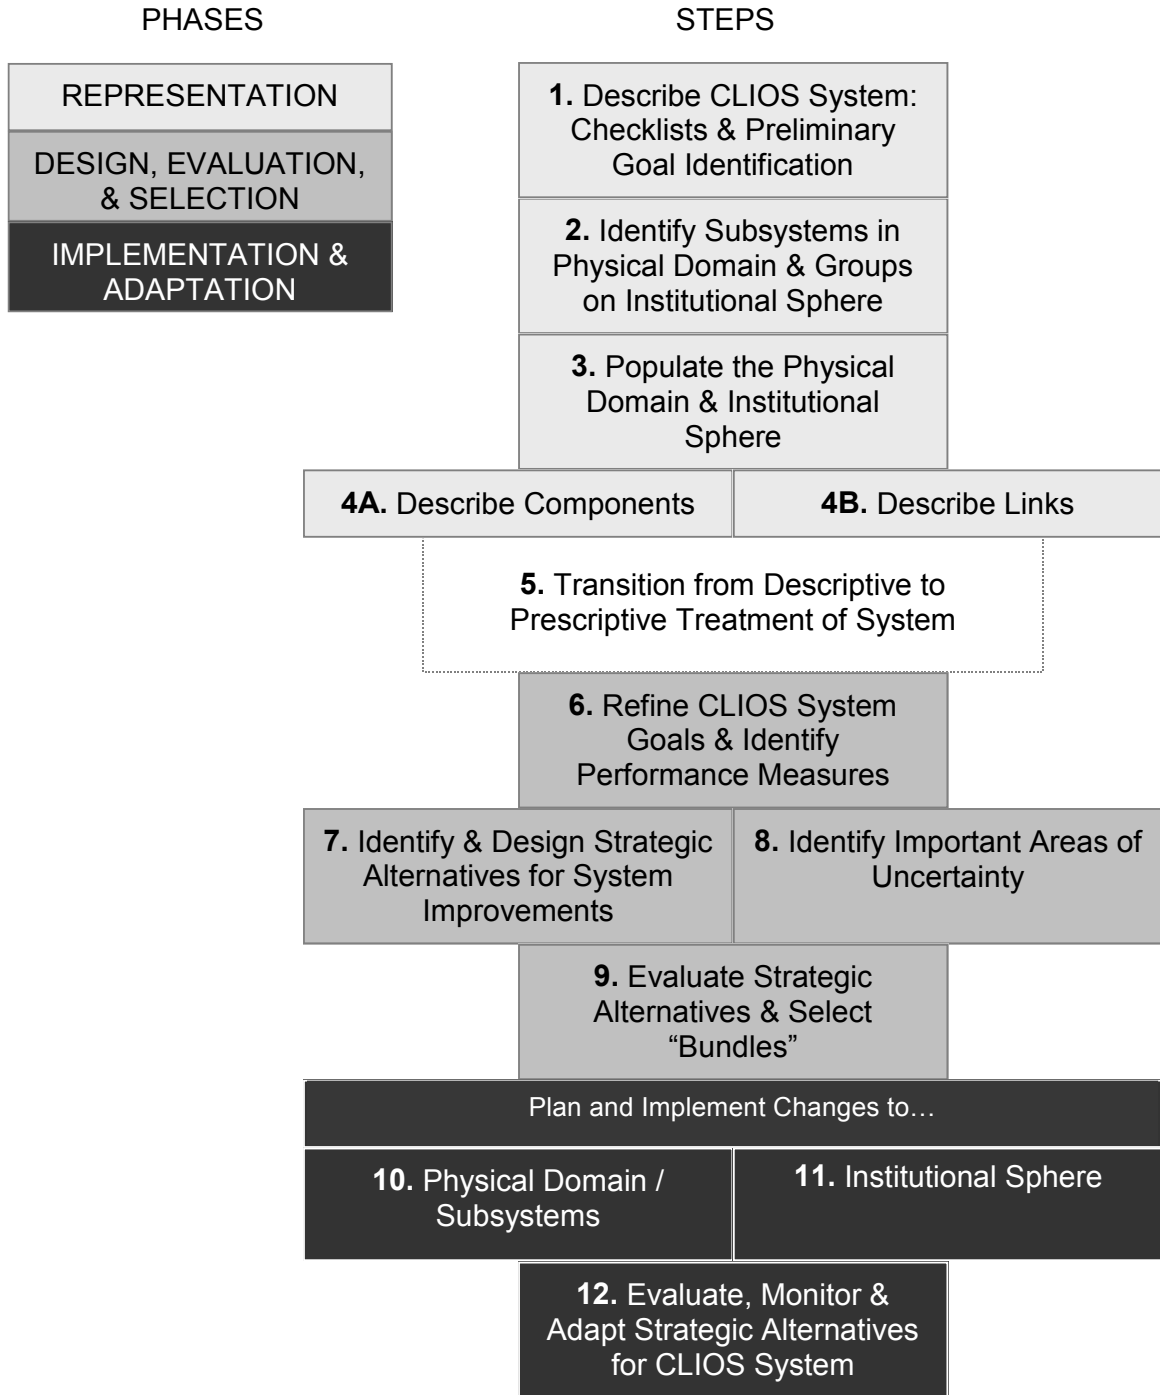 PHASES
STEPS
REPRESENTATION
DESIGN, EVALUATION,
& SELECTION
IMPLEMENTATION &
ADAPTATION
1. Describe CLIOS System:
Checklists & Preliminary
Goal Identification
2. Identify Subsystems in
Physical Domain & Groups
on Institutional Sphere
3. Populate the Physical
Domain & Institutional
Sphere
4A. Describe Components
4B. Describe Links
5. Transition from Descriptive to
Prescriptive Treatment of System
6. Refine CLIOS System
Goals & Identify
Performance Measures
7. Identify & Design Strategic
Alternatives for System
Improvements
8. Identify Important Areas of
Uncertainty
9. Evaluate Strategic
Alternatives & Select
“Bundles”
Plan and Implement Changes to…
10. Physical Domain /
Subsystems
11. Institutional Sphere
12. Evaluate, Monitor &
Adapt Strategic Alternatives
for CLIOS System